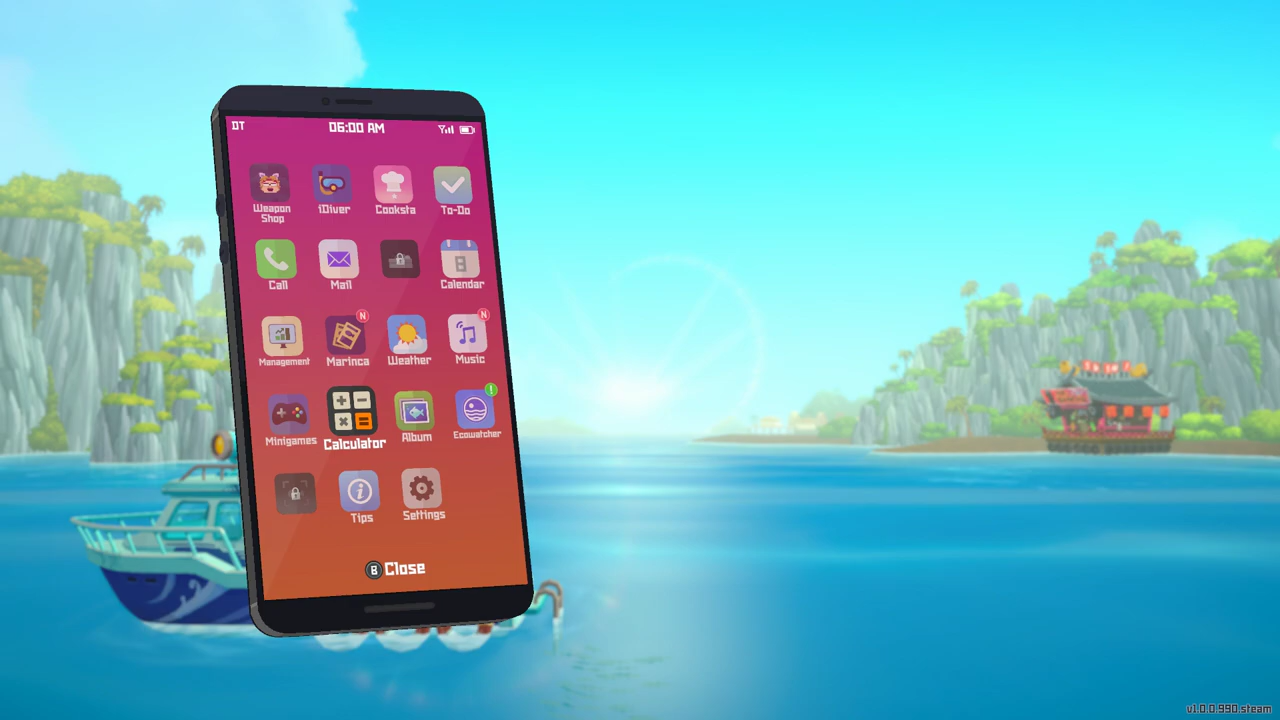 DT
06:00 AM
Weapon
Shop
iDiver
Cooksta
To-Do
Call
Mail
Calendar
8
Management
Marinca
N
Weather
Music
N
Minigames
Calculator
Album
Ecowatcher
!
Tips
Settings
B Close
v1.0.0.990.steam